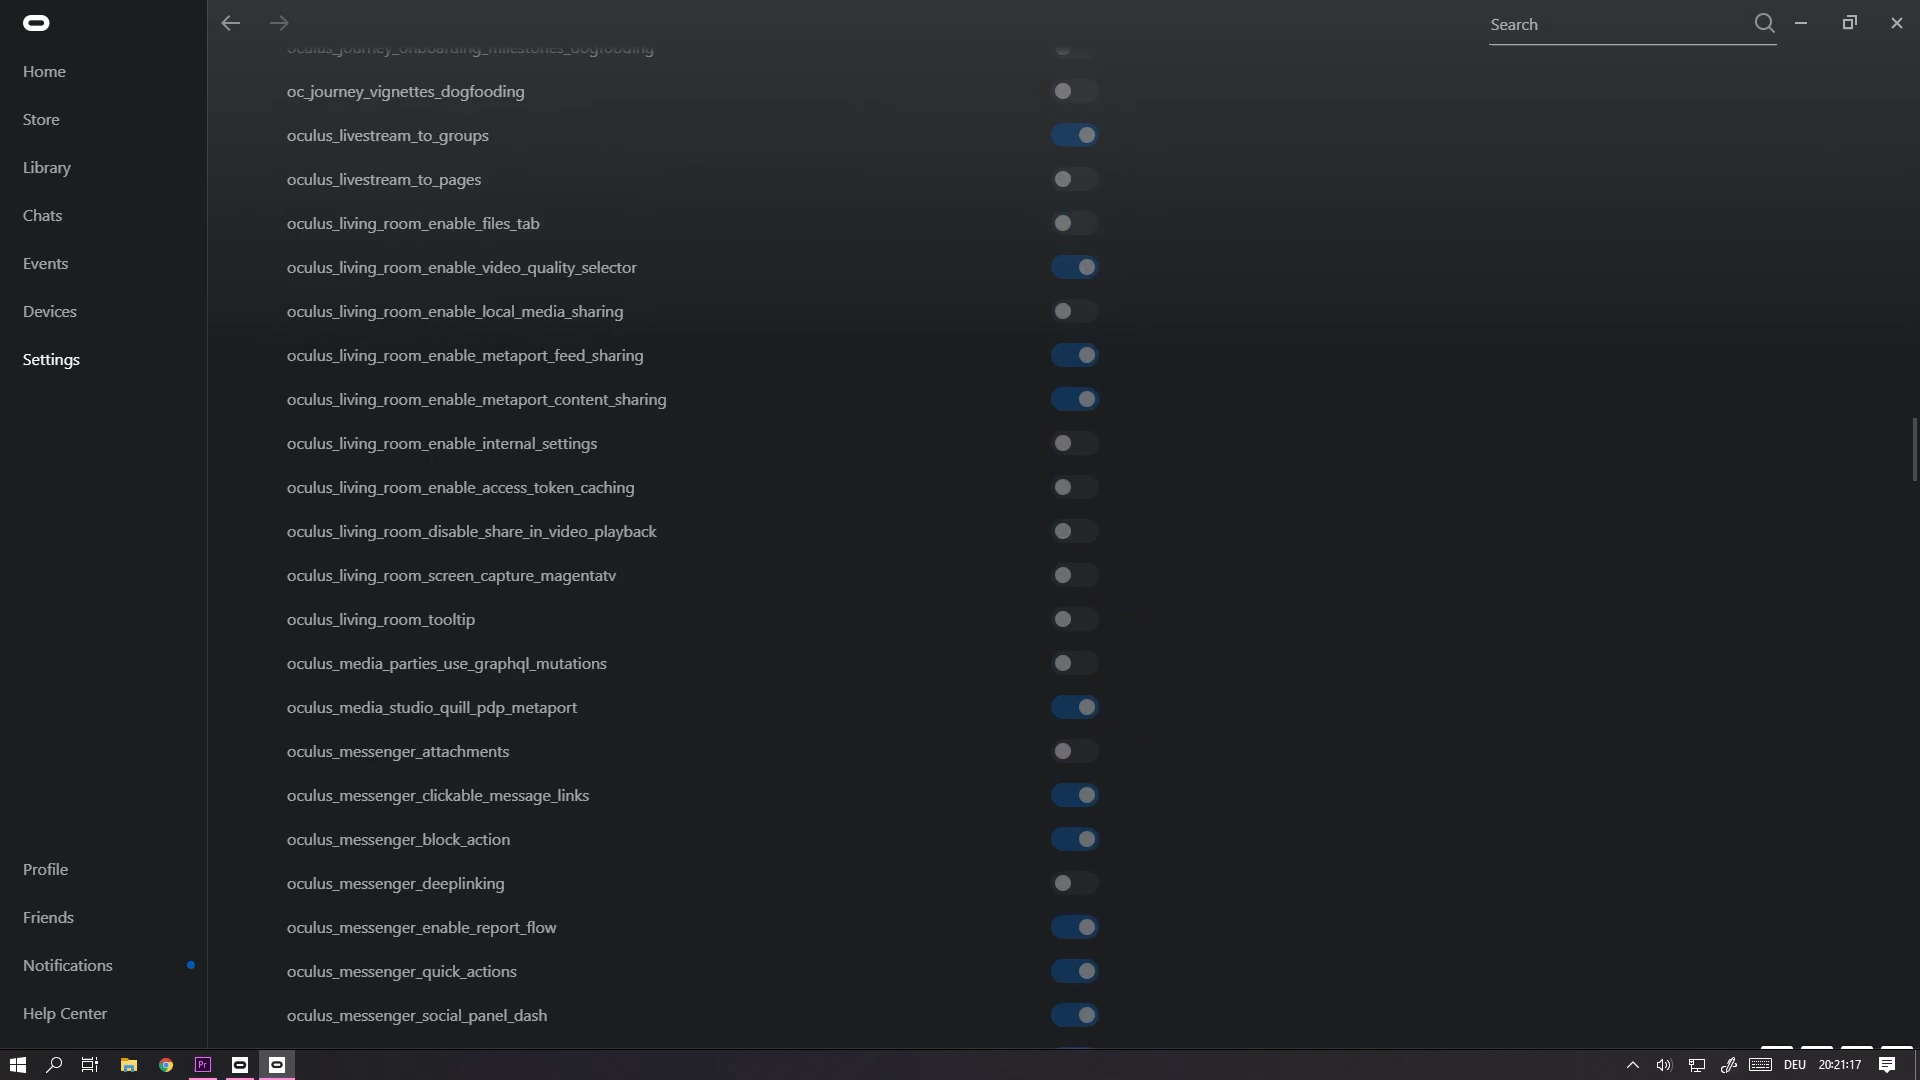 Search
Home
Store
Library
Chats
Events
Devices
Settings
Profile
Friends
Notifications
Help Center
oculus_journey_onboarding_milestones_dogfooding
oc_journey_vignettes_dogfooding
oculus_livestream_to_groups
oculus_livestream_to_pages
oculus_living_room_enable_files_tab
oculus_living_room_enable_video_quality_selector
oculus_living_room_enable_local_media_sharing
oculus_living_room_enable_metaport_feed_sharing
oculus_living_room_enable_metaport_content_sharing
oculus_living_room_enable_internal_settings
oculus_living_room_enable_access_token_caching
oculus_living_room_disable_share_in_video_playback
oculus_living_room_screen_capture_magentatv
oculus_living_room_tooltip
oculus_media_parties_use_graphql_mutations
oculus_media_studio_quill_pdp_metaport
oculus_messenger_attachments
oculus_messenger_clickable_message_links
oculus_messenger_block_action
oculus_messenger_deeplinking
oculus_messenger_enable_report_flow
oculus_messenger_quick_actions
oculus_messenger_social_panel_dash
Pr
DEU
20:21:17